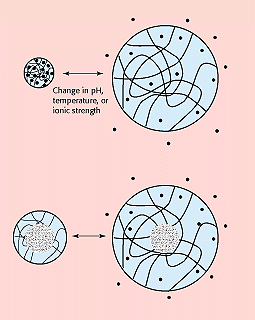 Change in pH,
temperature, or
ionic strength